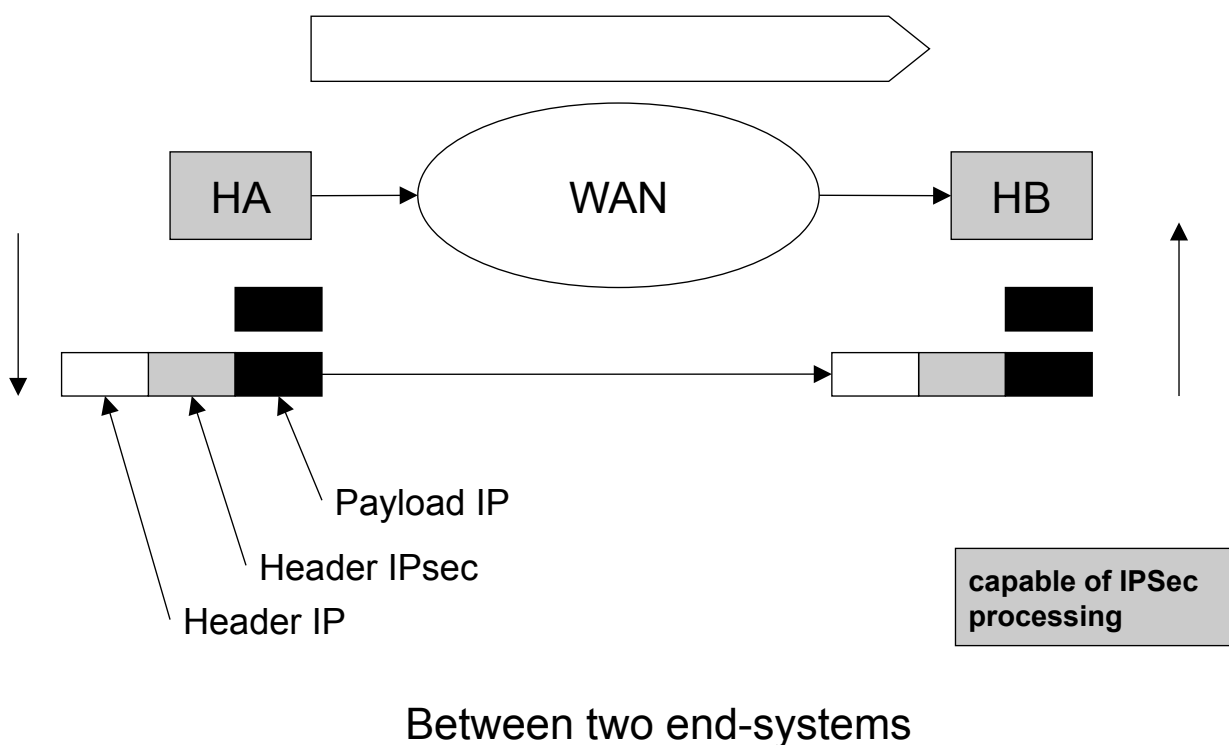 HA
WAN
HB
Payload IP
Header IPsec
Header IP
capable of IPSec
processing
Between two end-systems